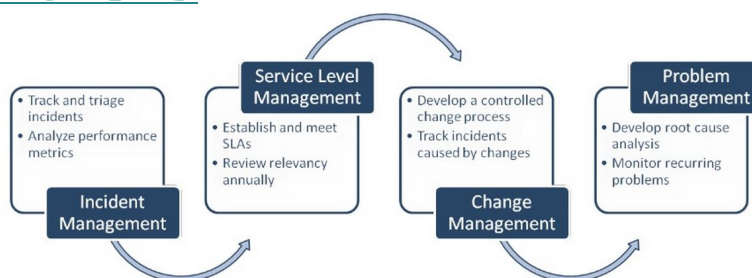 • Track and triage
incidents
• Analyze performance
metrics
Incident
Management
Service Level
Management
• Establish and meet
SLAs
• Review relevancy
annually
• Develop a controlled
change process
• Track incidents
caused by changes
Change
Management
Problem
Management
• Develop root cause
analysis
• Monitor recurring
problems